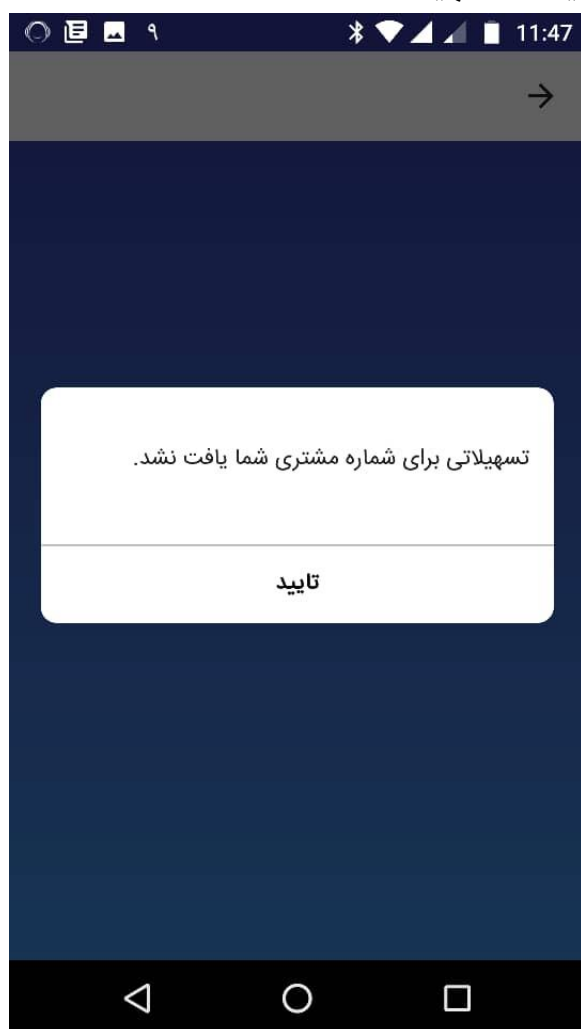 ۹ 11:47
تسهیلاتی برای شماره مشتری شما یافت نشد.
تایید